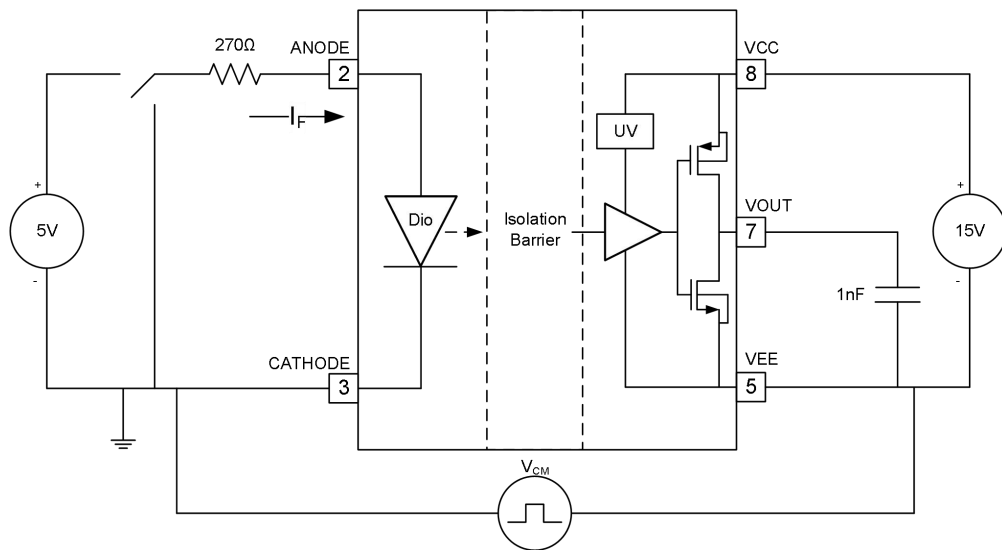 270Ω
ANODE
2
VCC
8
I_F
UV
+
5V
-
Dio
Isolation
Barrier
VOUT
7
+
15V
-
1nF
CATHODE
3
VEE
5
V_CM